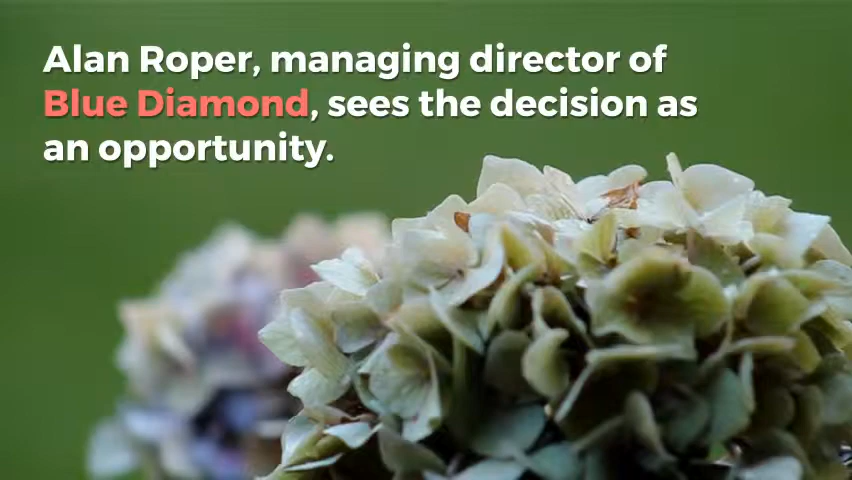 Alan Roper, managing director of
Blue Diamond, sees the decision as
an opportunity.